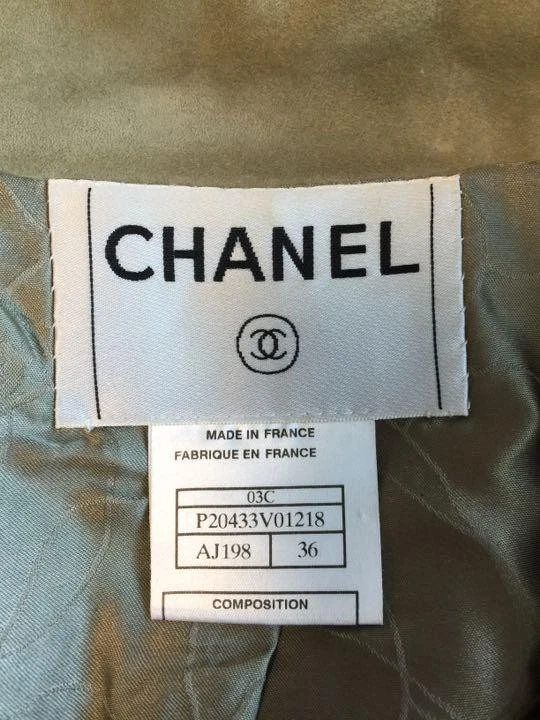 CHANEL
MADE IN FRANCE
FABRIQUE EN FRANCE
03C
P20433V01218
AJ198 36
COMPOSITION